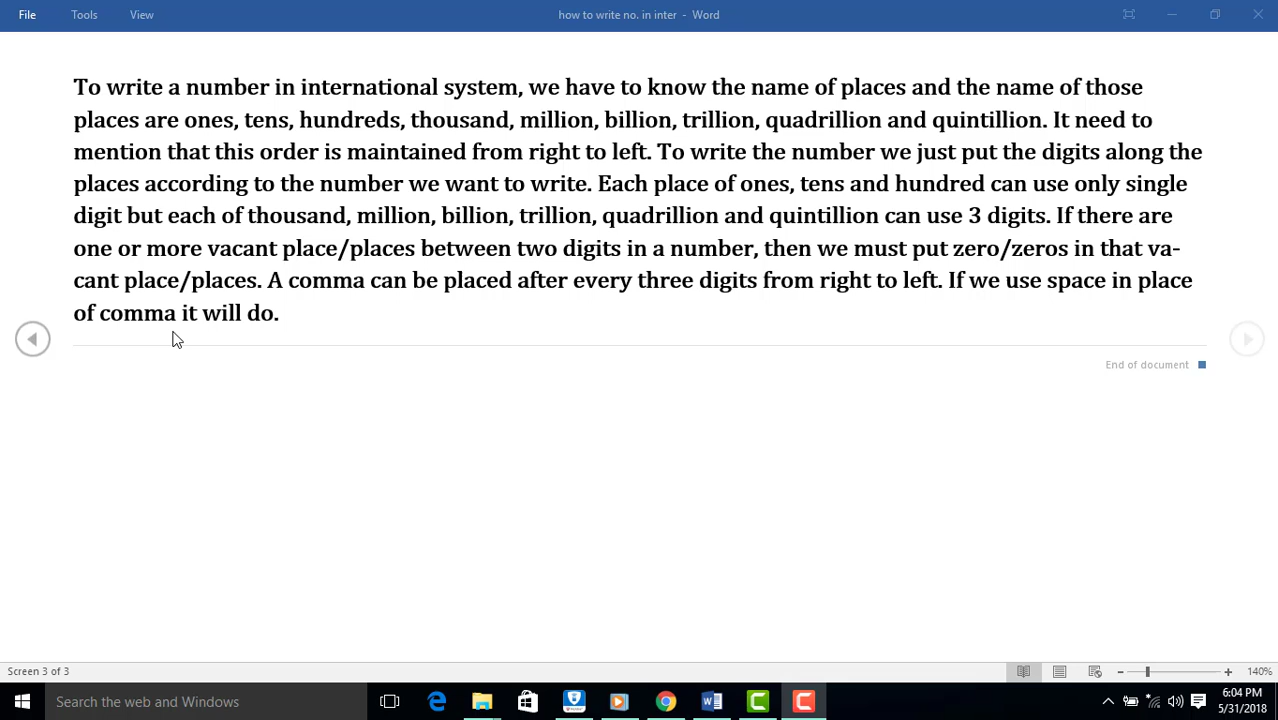 File Tools View how to write no. in inter - Word
To write a number in international system, we have to know the name of places and the name of those
places are ones, tens, hundreds, thousand, million, billion, trillion, quadrillion and quintillion. It need to
mention that this order is maintained from right to left. To write the number we just put the digits along the
places according to the number we want to write. Each place of ones, tens and hundred can use only single
digit but each of thousand, million, billion, trillion, quadrillion and quintillion can use 3 digits. If there are
one or more vacant place/places between two digits in a number, then we must put zero/zeros in that va-
cant place/places. A comma can be placed after every three digits from right to left. If we use space in place
of comma it will do.
End of document
Screen 3 of 3 140%
Search the web and Windows
6:04 PM
5/31/2018